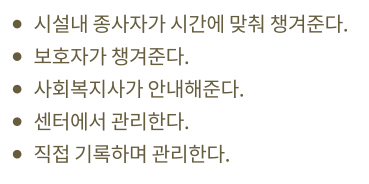 ● 시설내 종사자가 시간에 맞춰 챙겨준다.
● 보호자가 챙겨준다.
● 사회복지사가 안내해준다.
● 센터에서 관리한다.
● 직접 기록하며 관리한다.